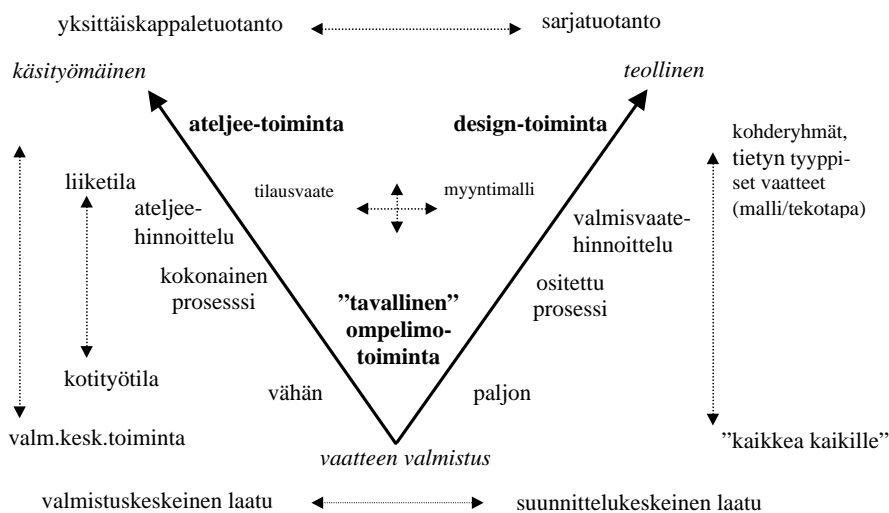 yksittäiskappaletuotanto
sarjatuotanto
käsityömäinen
teollinen
ateljee-toiminta
design-toiminta
kohderyhmät,
tietyn tyyppi-
set vaatteet
(malli/tekotapa)
liiketila
tilausvaate
myyntimalli
ateljee-
hinnoittelu
valmisvaate-
hinnoittelu
kokonainen
prosesssi
ositettu
prosessi
”tavallinen”
ompelimo-
toiminta
kotityötila
vähän
paljon
valm.kesk.toiminta
”kaikkea kaikille”
vaatteen valmistus
valmistuskeskeinen laatu
suunnittelukeskeinen laatu